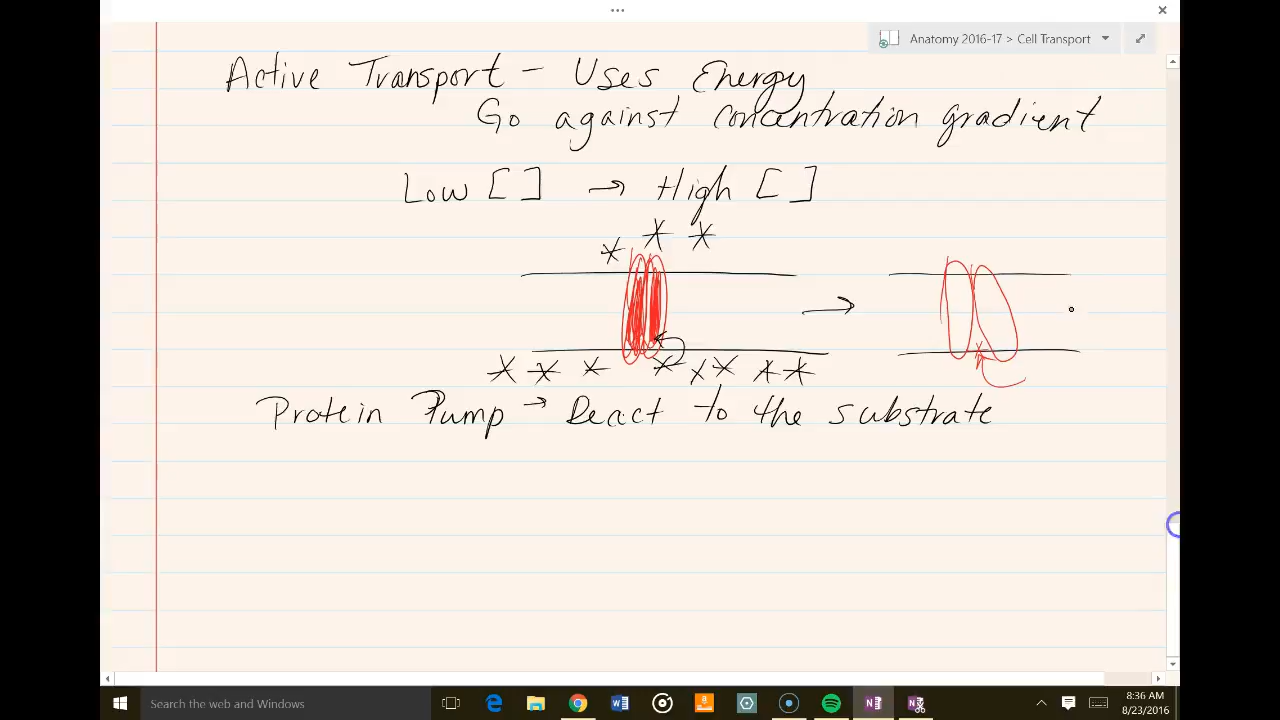 Anatomy 2016-17 > Cell Transport
Active Transport - Uses Energy
Go against concentration gradient
Low [ ] → High [ ]
Protein Pump → React to the substrate
Search the web and Windows
8:36 AM
8/23/2016